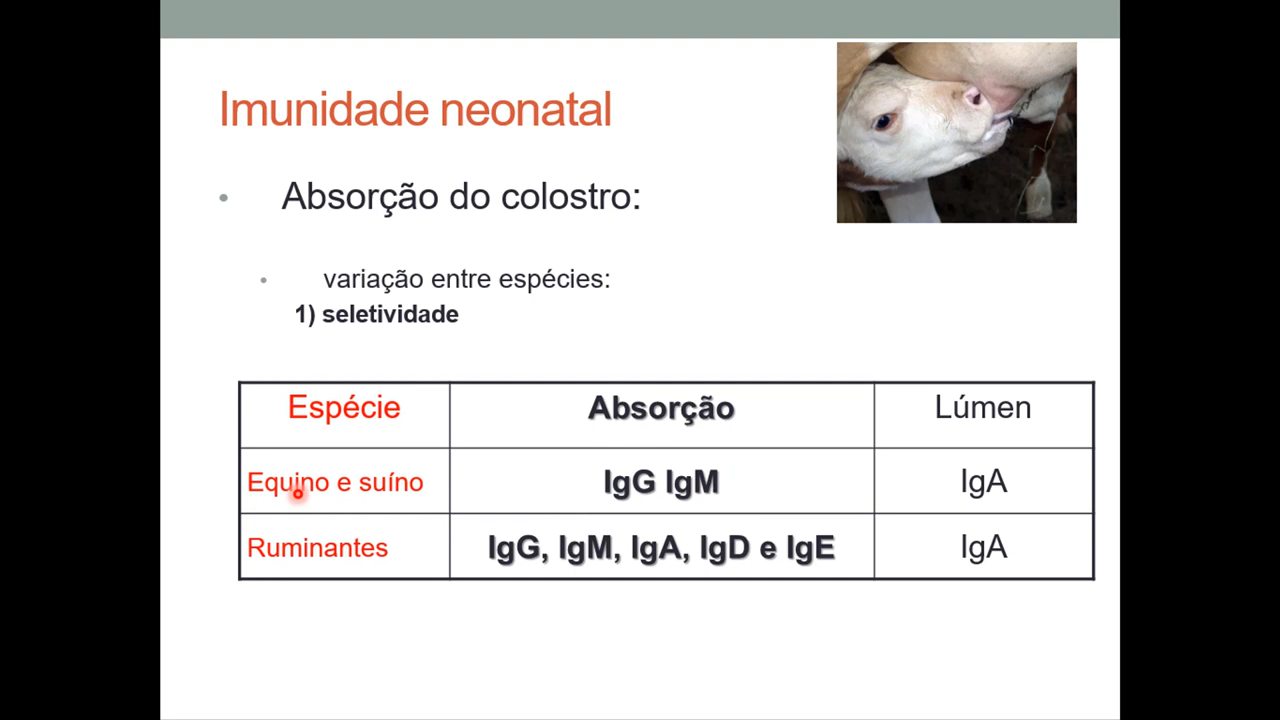 Imunidade neonatal
• Absorção do colostro:
• variação entre espécies:
1) seletividade
Espécie Absorção Lúmen
Equino e suíno IgG IgM IgA
Ruminantes IgG, IgM, IgA, IgD e IgE IgA